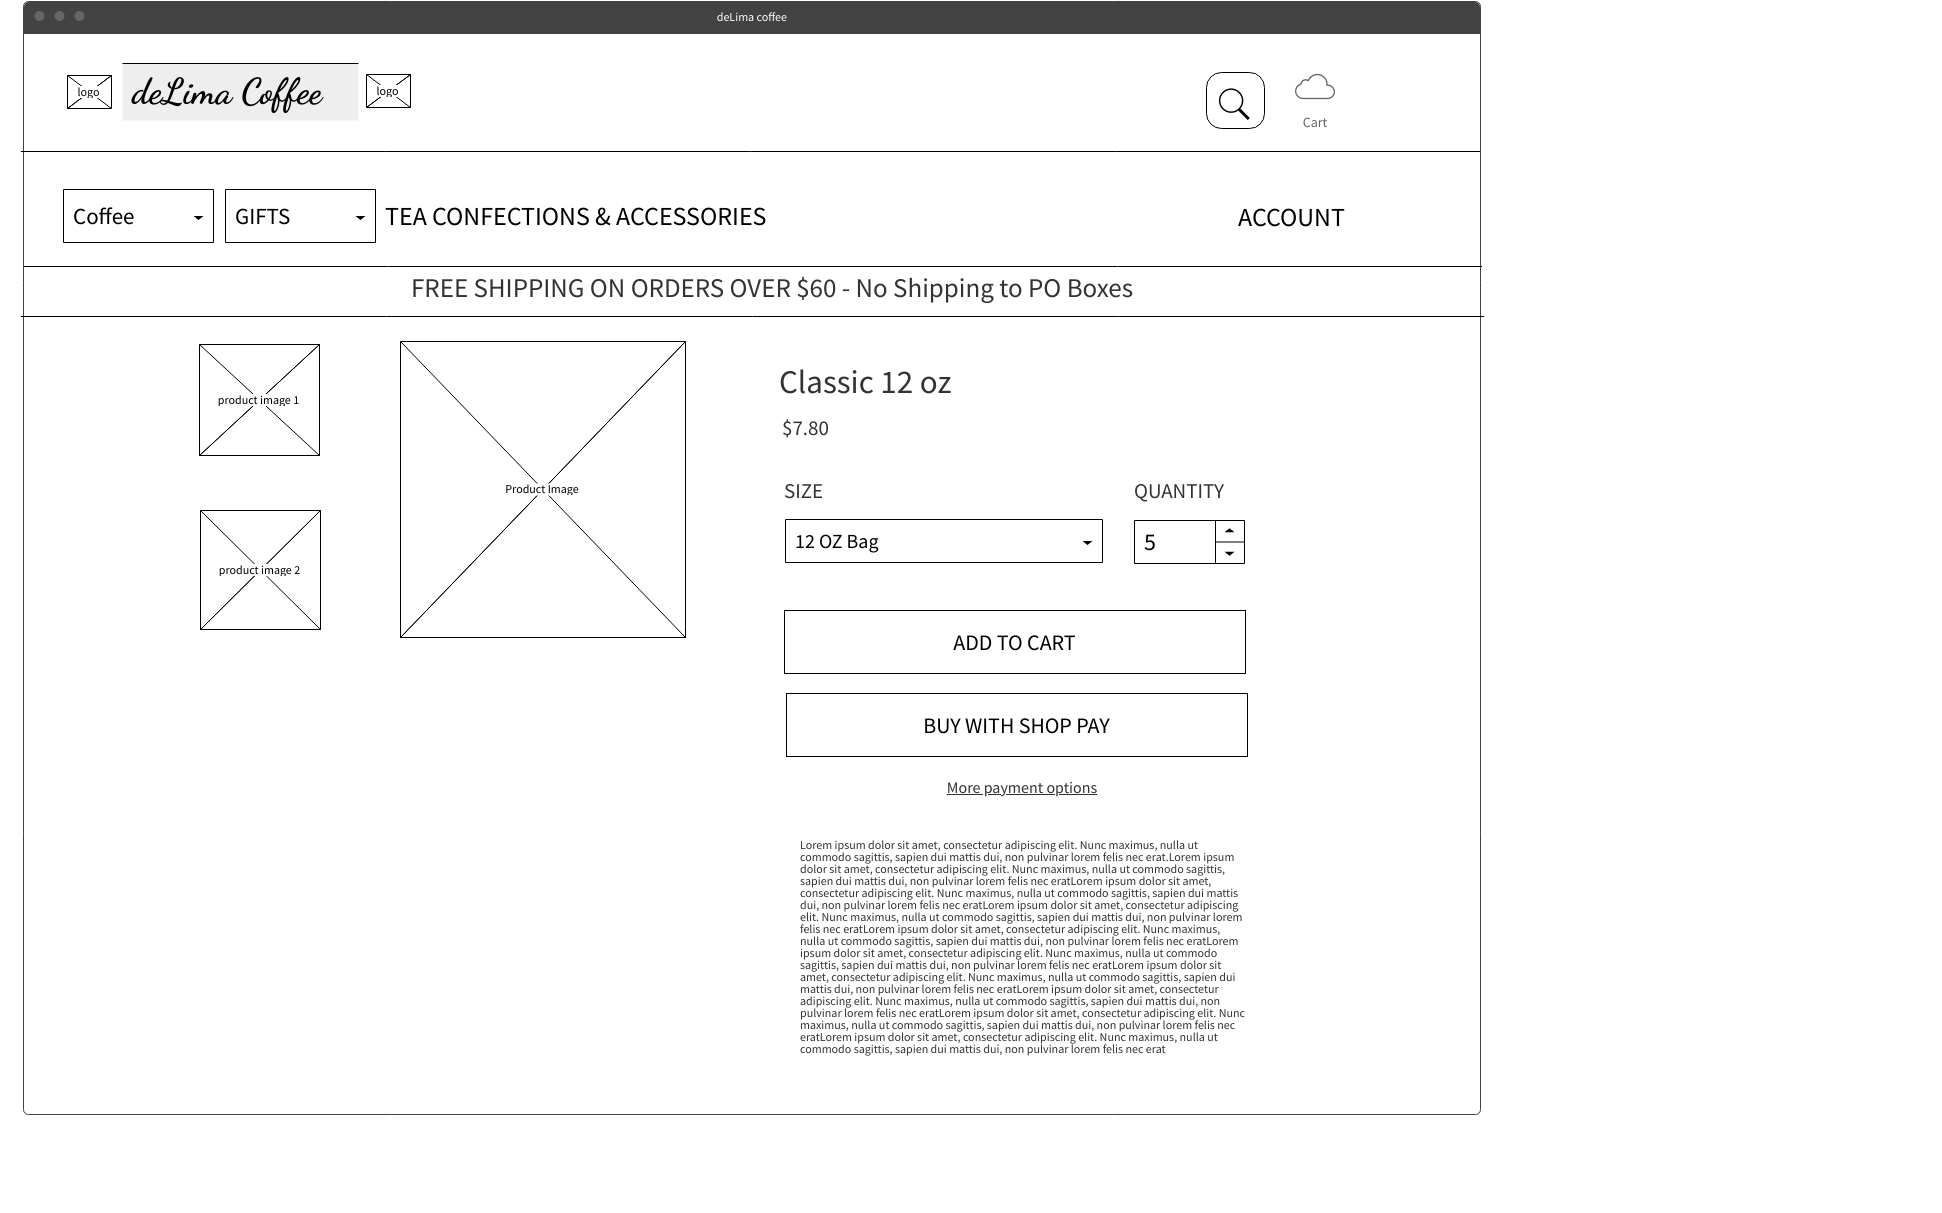 deLima coffee
logo
deLima Coffee
logo
Cart
Coffee
GIFTS
TEA CONFECTIONS & ACCESSORIES
ACCOUNT
FREE SHIPPING ON ORDERS OVER $60 - No Shipping to PO Boxes
product image 1
product image 2
Product Image
Classic 12 oz
$7.80
SIZE
QUANTITY
12 OZ Bag
5
ADD TO CART
BUY WITH SHOP PAY
More payment options
Lorem ipsum dolor sit amet, consectetur adipiscing elit. Nunc maximus, nulla ut
commodo sagittis, sapien dui mattis dui, non pulvinar lorem felis nec erat.Lorem ipsum
dolor sit amet, consectetur adipiscing elit. Nunc maximus, nulla ut commodo sagittis,
sapien dui mattis dui, non pulvinar lorem felis nec eratLorem ipsum dolor sit amet,
consectetur adipiscing elit. Nunc maximus, nulla ut commodo sagittis, sapien dui mattis
dui, non pulvinar lorem felis nec eratLorem ipsum dolor sit amet, consectetur adipiscing
elit. Nunc maximus, nulla ut commodo sagittis, sapien dui mattis dui, non pulvinar lorem
felis nec eratLorem ipsum dolor sit amet, consectetur adipiscing elit. Nunc maximus,
nulla ut commodo sagittis, sapien dui mattis dui, non pulvinar lorem felis nec eratLorem
ipsum dolor sit amet, consectetur adipiscing elit. Nunc maximus, nulla ut commodo
sagittis, sapien dui mattis dui, non pulvinar lorem felis nec eratLorem ipsum dolor sit
amet, consectetur adipiscing elit. Nunc maximus, nulla ut commodo sagittis, sapien dui
mattis dui, non pulvinar lorem felis nec eratLorem ipsum dolor sit amet, consectetur
adipiscing elit. Nunc maximus, nulla ut commodo sagittis, sapien dui mattis dui, non
pulvinar lorem felis nec eratLorem ipsum dolor sit amet, consectetur adipiscing elit. Nunc
maximus, nulla ut commodo sagittis, sapien dui mattis dui, non pulvinar lorem felis nec
eratLorem ipsum dolor sit amet, consectetur adipiscing elit. Nunc maximus, nulla ut
commodo sagittis, sapien dui mattis dui, non pulvinar lorem felis nec erat